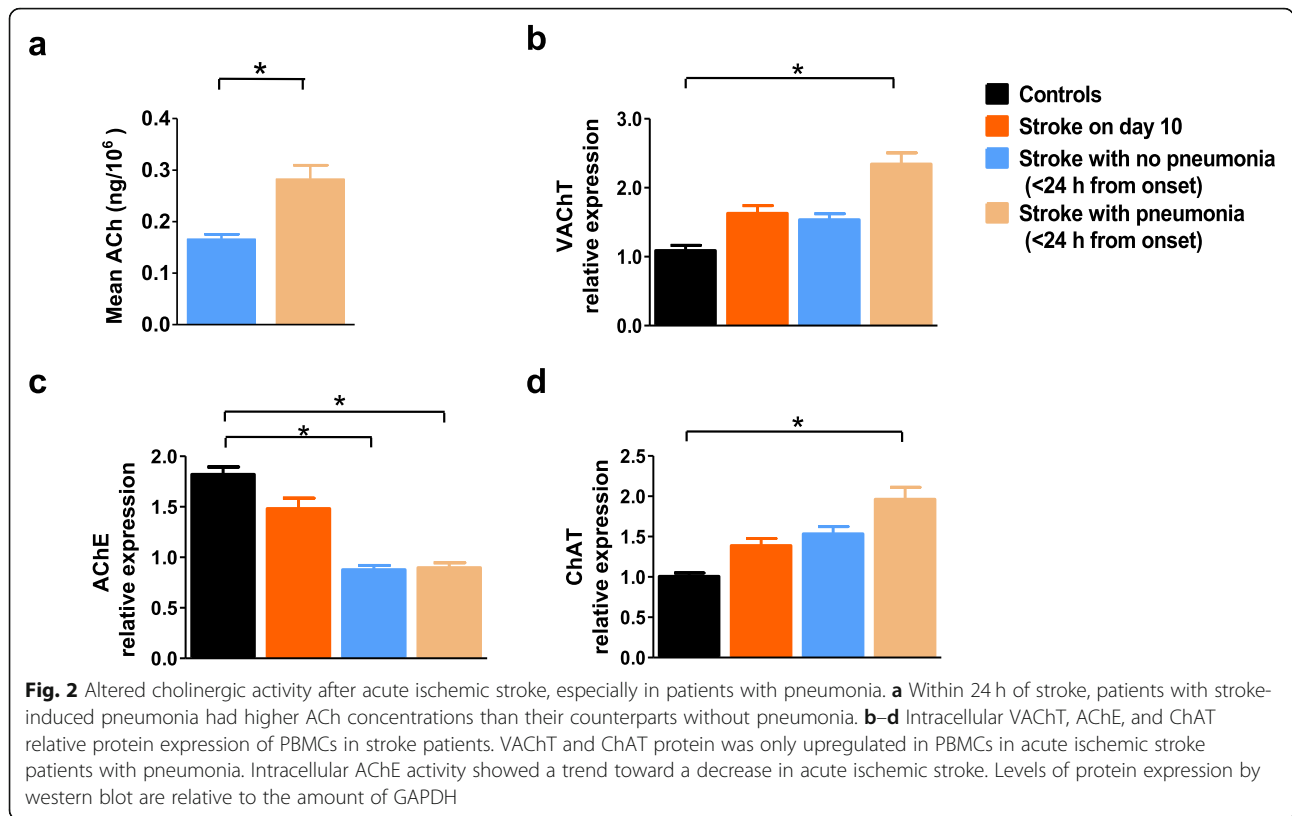 a
*
Mean ACh (ng/10⁶ )
0.4
0.3
0.2
0.1
0.0
b
*
VAChT
relative expression
3.0
2.0
1.0
0.0
Controls
Stroke on day 10
Stroke with no pneumonia
(<24 h from onset)
Stroke with pneumonia
(<24 h from onset)
c
*
*
AChE
relative expression
2.0
1.5
1.0
0.5
0.0
d
*
ChAT
relative expression
2.5
2.0
1.5
1.0
0.5
0.0
Fig. 2 Altered cholinergic activity after acute ischemic stroke, especially in patients with pneumonia. a Within 24 h of stroke, patients with stroke-
induced pneumonia had higher ACh concentrations than their counterparts without pneumonia. b–d Intracellular VAChT, AChE, and ChAT
relative protein expression of PBMCs in stroke patients. VAChT and ChAT protein was only upregulated in PBMCs in acute ischemic stroke
patients with pneumonia. Intracellular AChE activity showed a trend toward a decrease in acute ischemic stroke. Levels of protein expression by
western blot are relative to the amount of GAPDH